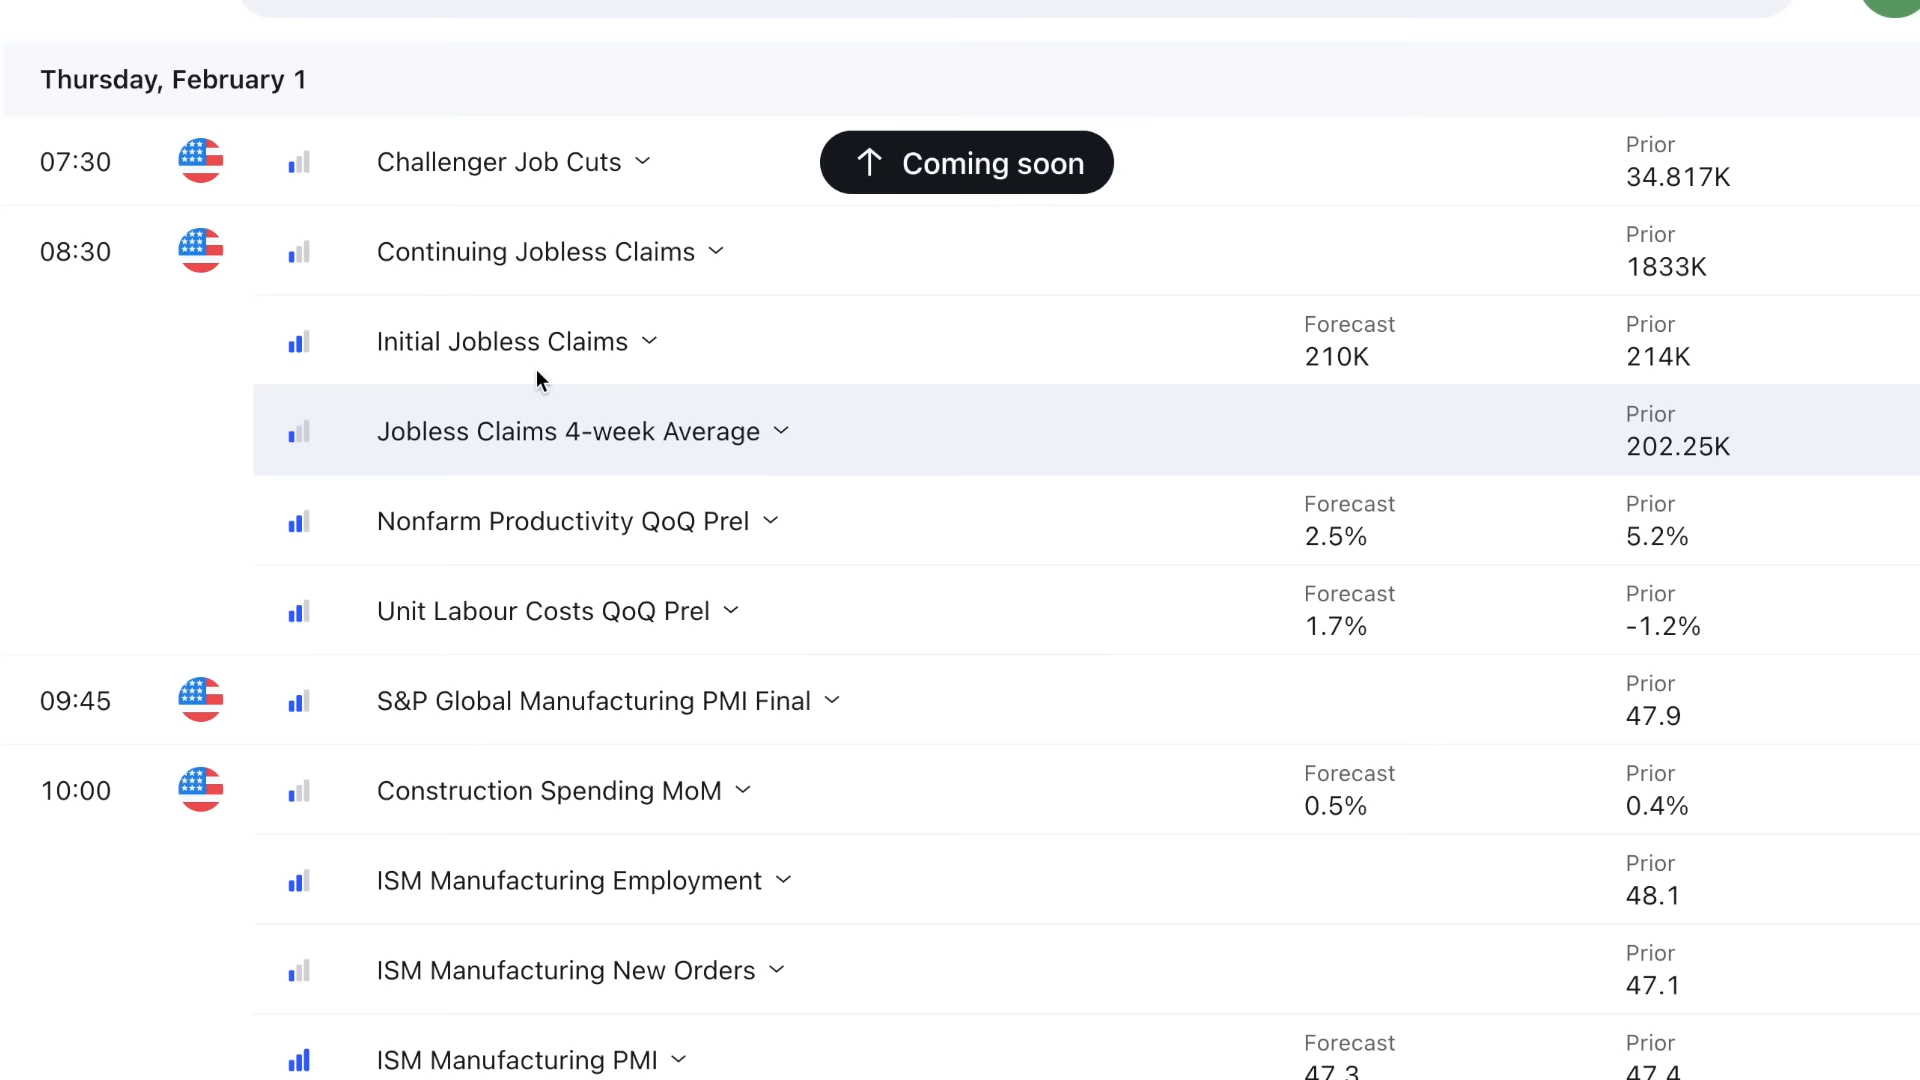 Thursday, February 1
07:30 Challenger Job Cuts
Coming soon
Prior
34.817K
08:30 Continuing Jobless Claims
Prior
1833K
Initial Jobless Claims
Forecast
210K
Prior
214K
Jobless Claims 4-week Average
Prior
202.25K
Nonfarm Productivity QoQ Prel
Forecast
2.5%
Prior
5.2%
Unit Labour Costs QoQ Prel
Forecast
1.7%
Prior
-1.2%
09:45 S&P Global Manufacturing PMI Final
Prior
47.9
10:00 Construction Spending MoM
Forecast
0.5%
Prior
0.4%
ISM Manufacturing Employment
Prior
48.1
ISM Manufacturing New Orders
Prior
47.1
ISM Manufacturing PMI
Forecast
47.3
Prior
47.4